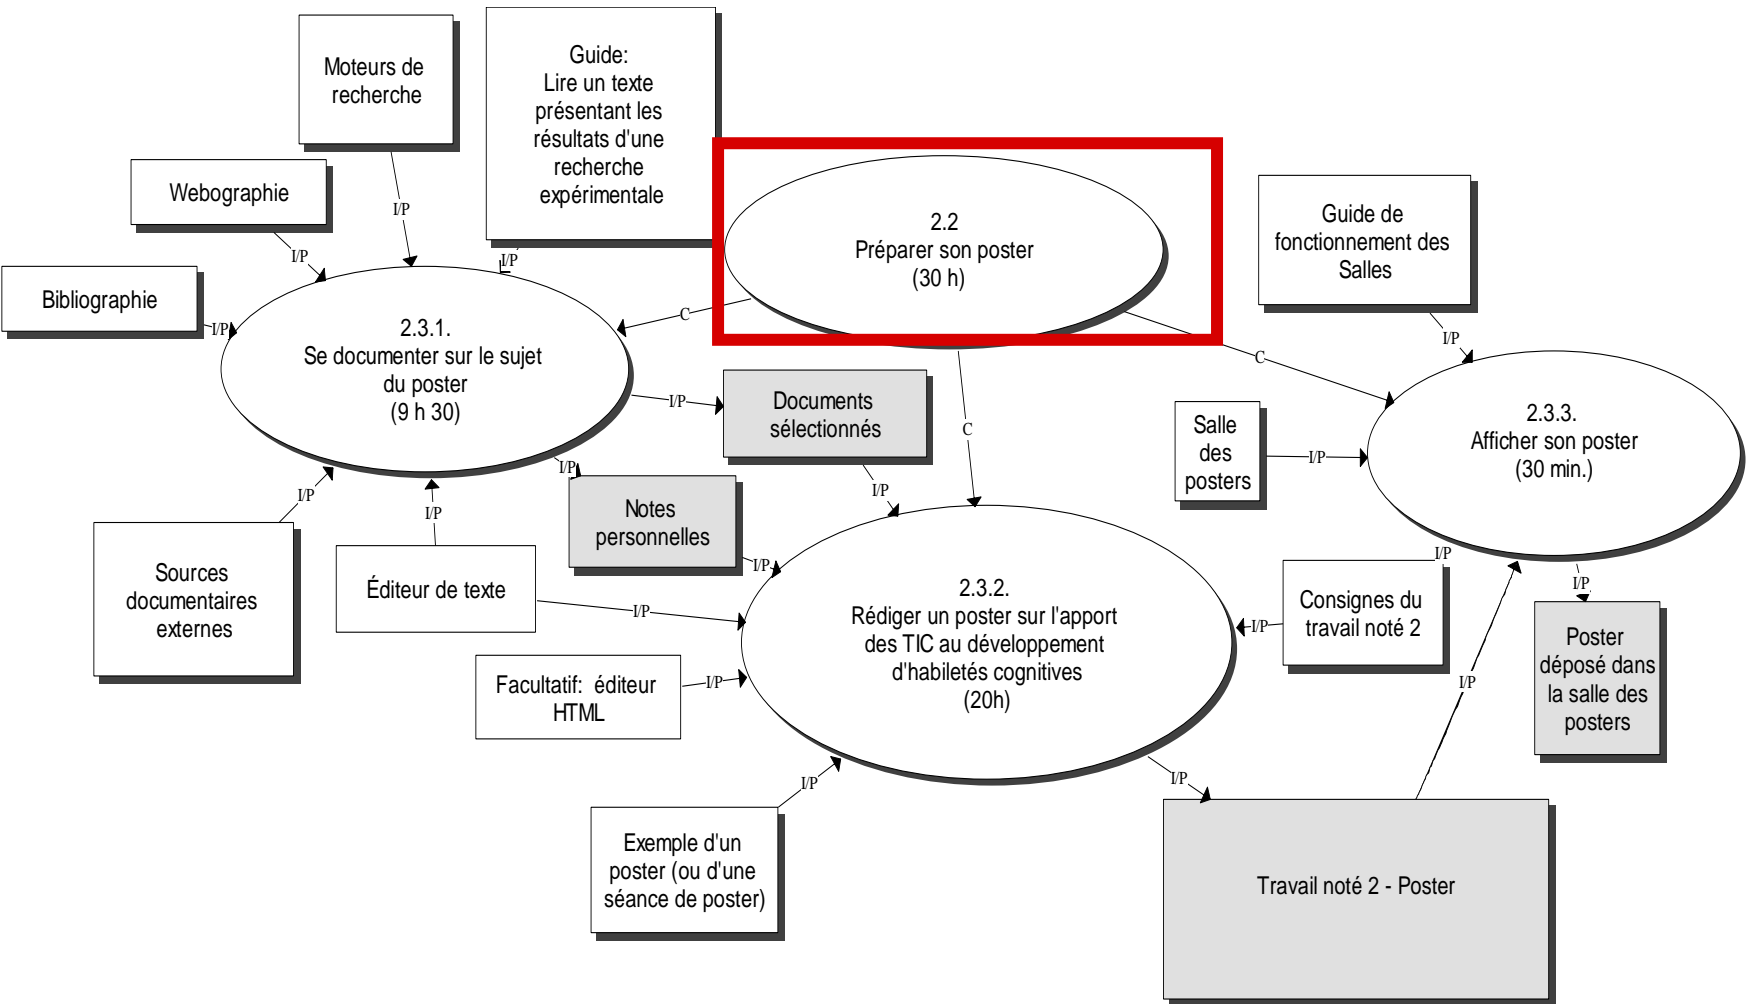 Moteurs de
recherche
Guide:
Lire un texte
présentant les
résultats d'une
recherche
expérimentale
Webographie
Bibliographie
2.2
Préparer son poster
(30 h)
Guide de
fonctionnement des
Salles
I/P
I/P
I/P
I/P
I/P
C
C
C
2.3.1.
Se documenter sur le sujet
du poster
(9 h 30)
I/P
Documents
sélectionnés
Salle
des
posters
I/P
2.3.3.
Afficher son poster
(30 min.)
I/P
I/P
I/P
I/P
Notes
personnelles
I/P
Sources
documentaires
externes
Éditeur de texte
I/P
I/P
2.3.2.
Rédiger un poster sur l'apport
des TIC au développement
d'habiletés cognitives
(20h)
I/P
I/P
Consignes du
travail noté 2
I/P
Poster
déposé dans
la salle des
posters
Facultatif: éditeur
HTML
I/P
I/P
I/P
I/P
Exemple d'un
poster (ou d'une
séance de poster)
Travail noté 2 - Poster